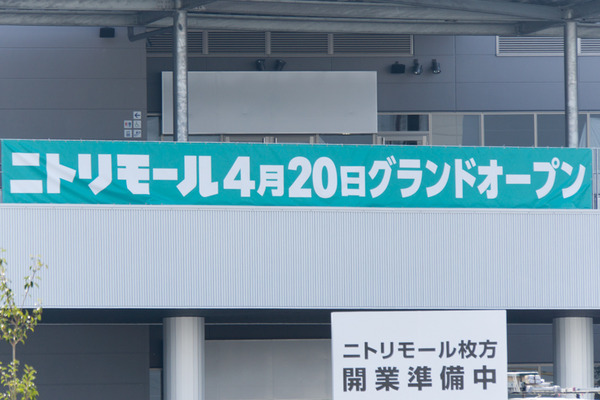 ニトリモール4月20日グランドオープン
ニトリモール枚方
開業準備中